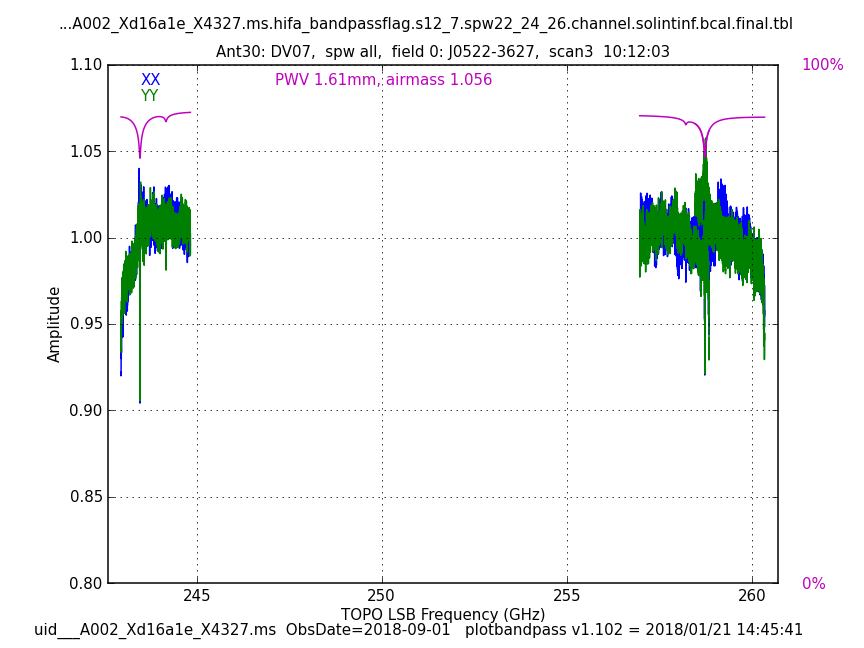 ...A002_Xd16a1e_X4327.ms.hifa_bandpassflag.s12_7.spw22_24_26.channel.solintinf.bcal.final.tbl
Ant30: DV07,  spw all,  field 0: J0522-3627,  scan3  10:12:03
1.10
XX
PWV 1.61mm, airmass 1.056
100%
YY
1.05
1.00
0.95
Amplitude
0.90
0.85
0.80
0%
245
250
255
260
TOPO LSB Frequency (GHz)
uid___A002_Xd16a1e_X4327.ms  ObsDate=2018-09-01   plotbandpass v1.102 = 2018/01/21 14:45:41